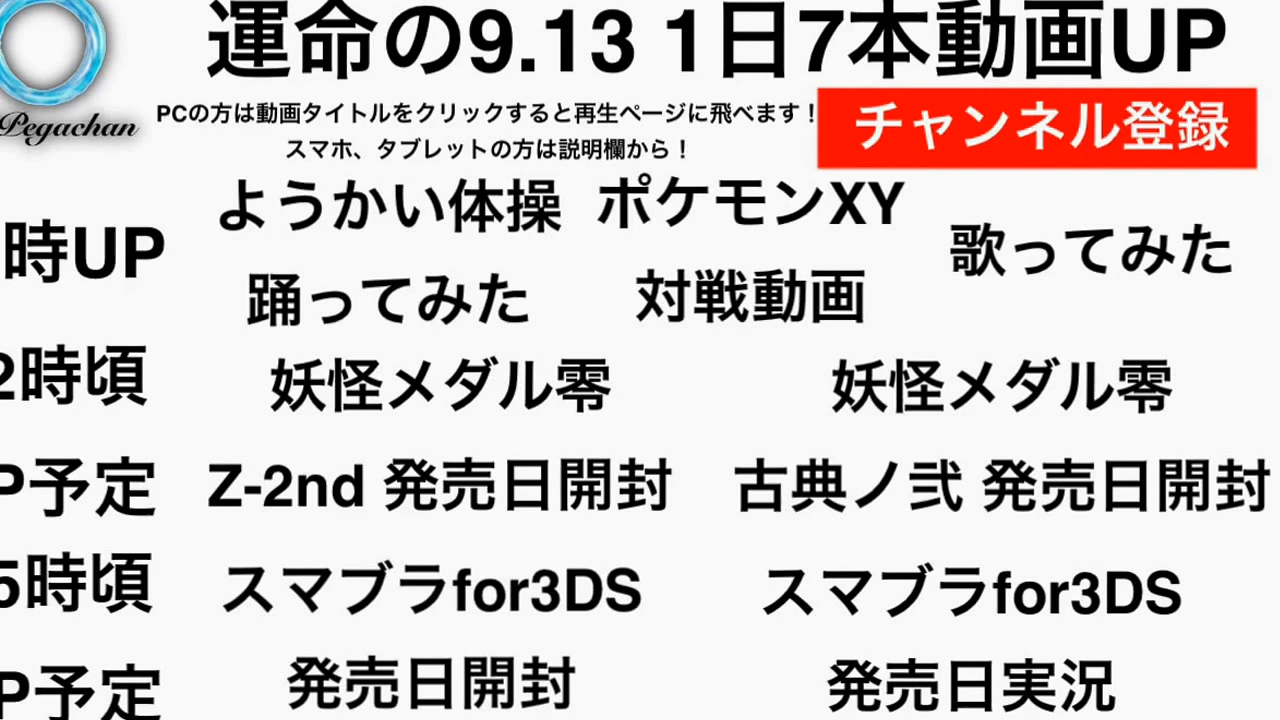 運命の9.13 1日7本動画UP
PCの方は動画タイトルをクリックすると再生ページに飛べます!
スマホ、タブレットの方は説明欄から!
チャンネル登録
Pegachan
時UP
ようかい体操
踊ってみた
ポケモンXY
対戦動画
歌ってみた
2時頃
P予定
妖怪メダル零
Z-2nd 発売日開封
妖怪メダル零
古典ノ弐 発売日開封
5時頃
P予定
スマブラfor3DS
発売日開封
スマブラfor3DS
発売日実況